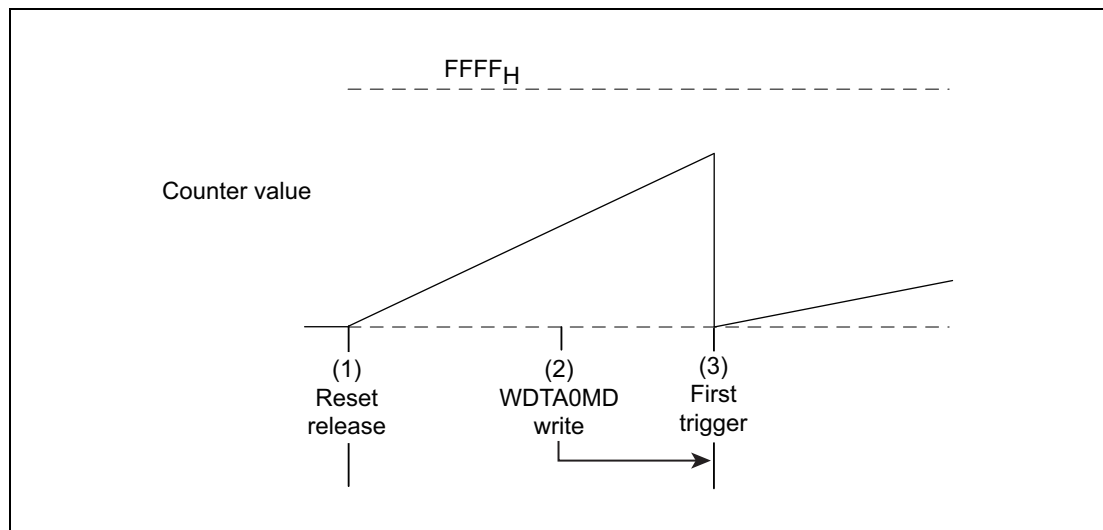 FFFFH
Counter value
(1)
Reset
release
(2)
WDTA0MD
write
(3)
First
trigger